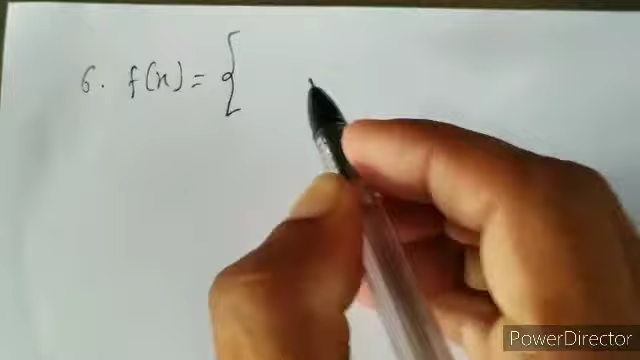 6. f(x) = {
PowerDirector